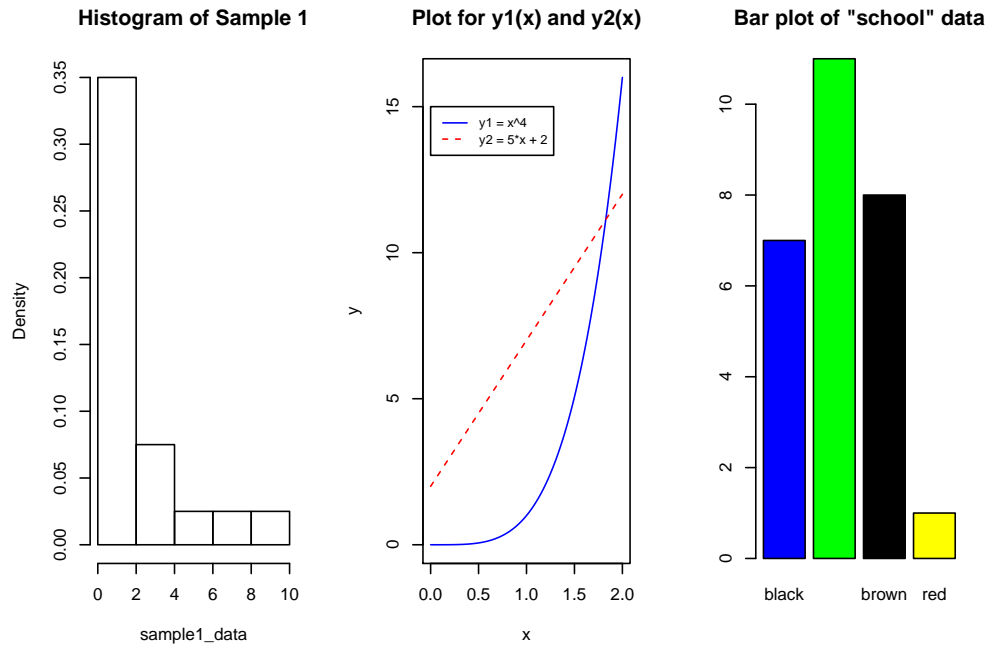 Histogram of Sample 1
Density
0.00
0.05
0.10
0.15
0.20
0.25
0.30
0.35
0 2 4 6 8 10
sample1_data
Plot for y1(x) and y2(x)
y1 = x^4
y2 = 5*x + 2
y
0
5
10
15
0.0 0.5 1.0 1.5 2.0
x
Bar plot of "school" data
0
2
4
6
8
10
black brown red